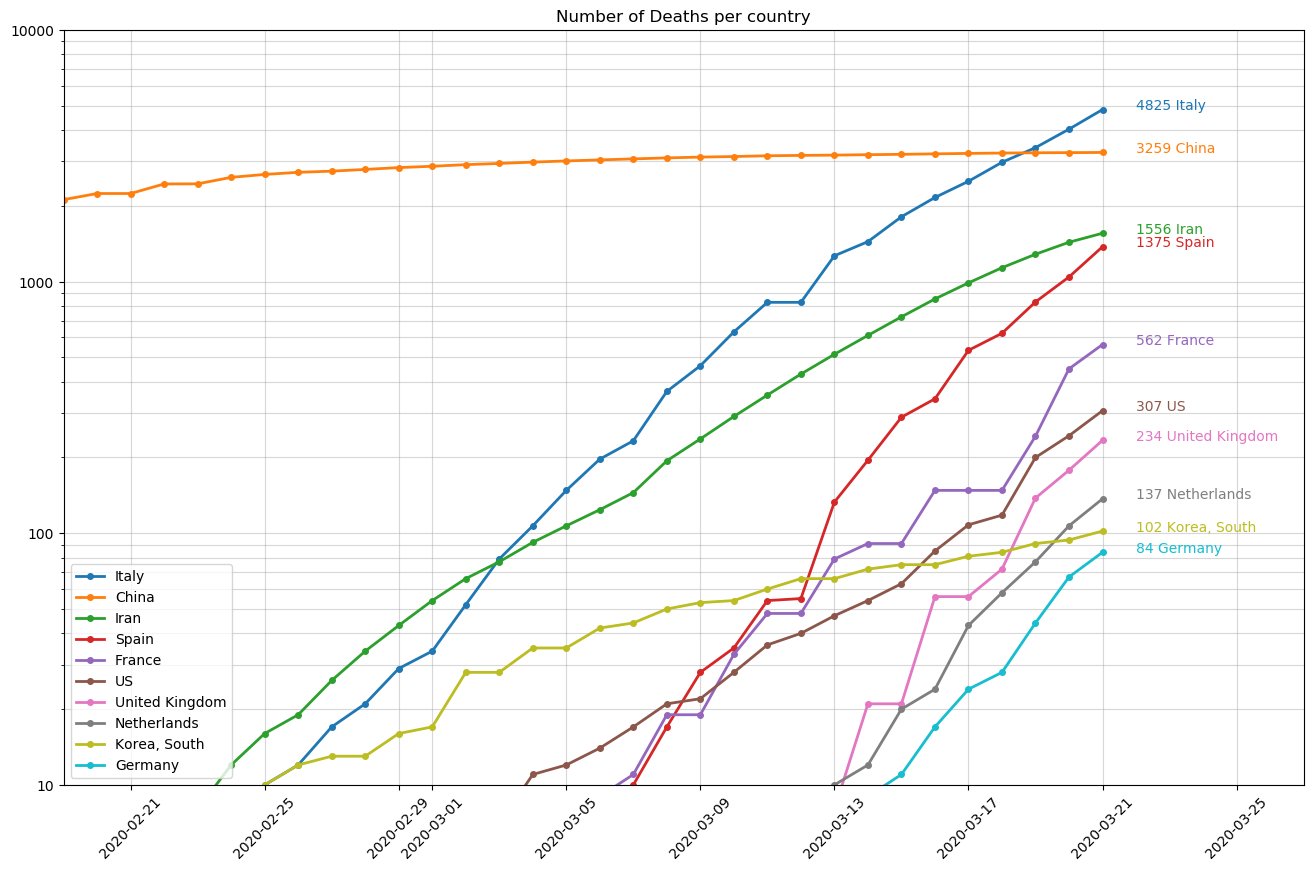 Number of Deaths per country
10000
1000
100
10
4825 Italy
3259 China
1556 Iran
1375 Spain
562 France
307 US
234 United Kingdom
137 Netherlands
102 Korea, South
84 Germany
Italy
China
Iran
Spain
France
US
United Kingdom
Netherlands
Korea, South
Germany
2020-02-21
2020-02-25
2020-02-29
2020-03-01
2020-03-05
2020-03-09
2020-03-13
2020-03-17
2020-03-21
2020-03-25